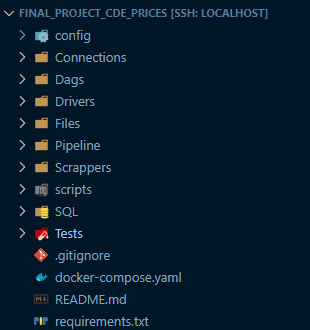 FINAL_PROJECT_CDE_PRICES [SSH: LOCALHOST]
config
Connections
Dags
Drivers
Files
Pipeline
Scrappers
scripts
SQL
Tests
.gitignore
docker-compose.yaml
README.md
requirements.txt